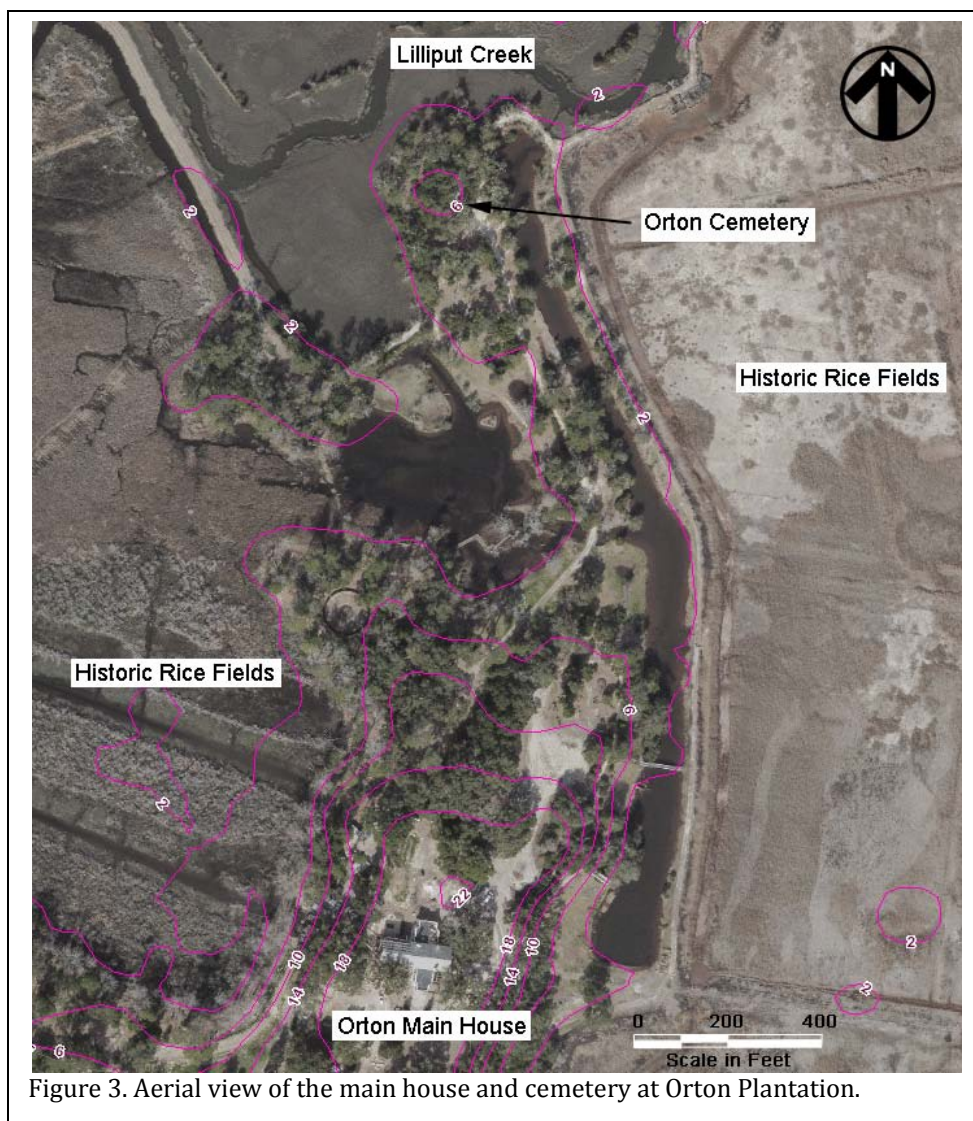 Lilliput Creek
N
2
2
6
Orton Cemetery
2
Historic Rice Fields
2
Historic Rice Fields
6
2
22
18
10
10
18
14
14
2
2
Orton Main House
6
0 200 400
Scale in Feet
Figure 3. Aerial view of the main house and cemetery at Orton Plantation.